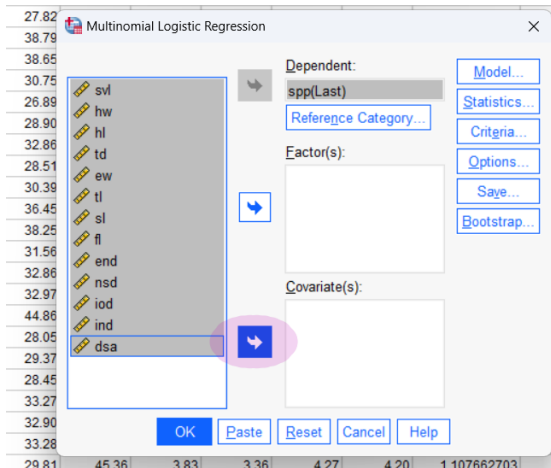 27.82
Multinomial Logistic Regression
38.79
38.65
30.75
26.89
28.90
32.86
28.51
30.39
36.45
38.25
31.56
32.86
32.97
44.86
28.05
29.37
28.45
33.27
32.90
33.28
svl
hw
hl
td
ew
tl
sl
fl
end
nsd
iod
ind
dsa
Dependent:
spp(Last)
Reference Category...
Factor(s):
Covariate(s):
Model...
Statistics...
Criteria...
Options...
Save...
Bootstrap...
OK Paste Reset Cancel Help
29.81 45.36 3.83 3.36 4.27 4.20 1.107662703